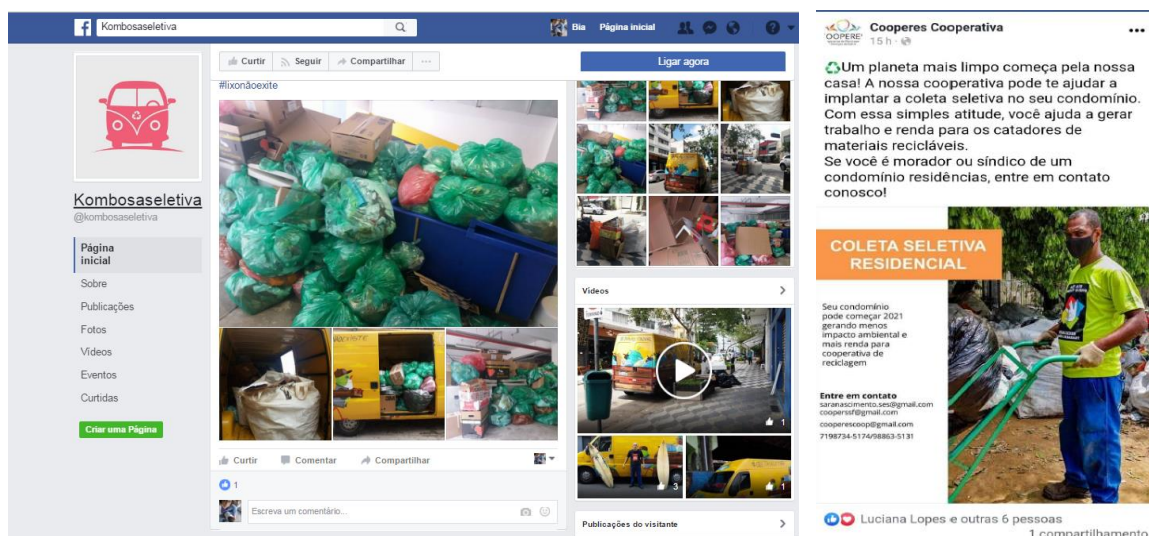 Kombosaseletiva
Bia Página inicial
Curtir Seguir Compartilhar ...
Ligar agora
#lixonãoexite
Kombosaseletiva
@kombosaseletiva
Página
inicial
Sobre
Publicações
Fotos
Vídeos
Eventos
Curtidas
Criar uma Página
Curtir Comentar Compartilhar
1
Escreva um comentário...
Vídeos
1
3
1
Publicações do visitante
OOPERE
Cooperes Cooperativa
15 h
Um planeta mais limpo começa pela nossa
casa! A nossa cooperativa pode te ajudar a
implantar a coleta seletiva no seu condomínio.
Com essa simples atitude, você ajuda a gerar
trabalho e renda para os catadores de
materiais recicláveis.
Se você é morador ou síndico de um
condomínio residências, entre em contato
conosco!
COLETA SELETIVA
RESIDENCIAL
Seu condomínio
pode começar 2021
gerando menos
impacto ambiental e
mais renda para
cooperativa de
reciclagem
Entre em contato
saranascimento.ses@gmail.com
cooperssf@gmail.com
cooperescoop@gmail.com
7198734-5174/98863-5131
Luciana Lopes e outras 6 pessoas
1 compartilhamento